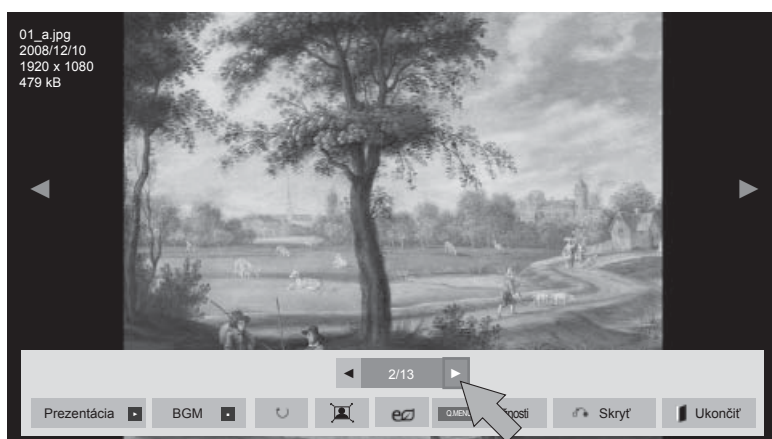 01_a.jpg
2008/12/10
1920 x 1080
479 kB
2/13
Prezentácia BGM Q.MENU Skryť Ukončiť